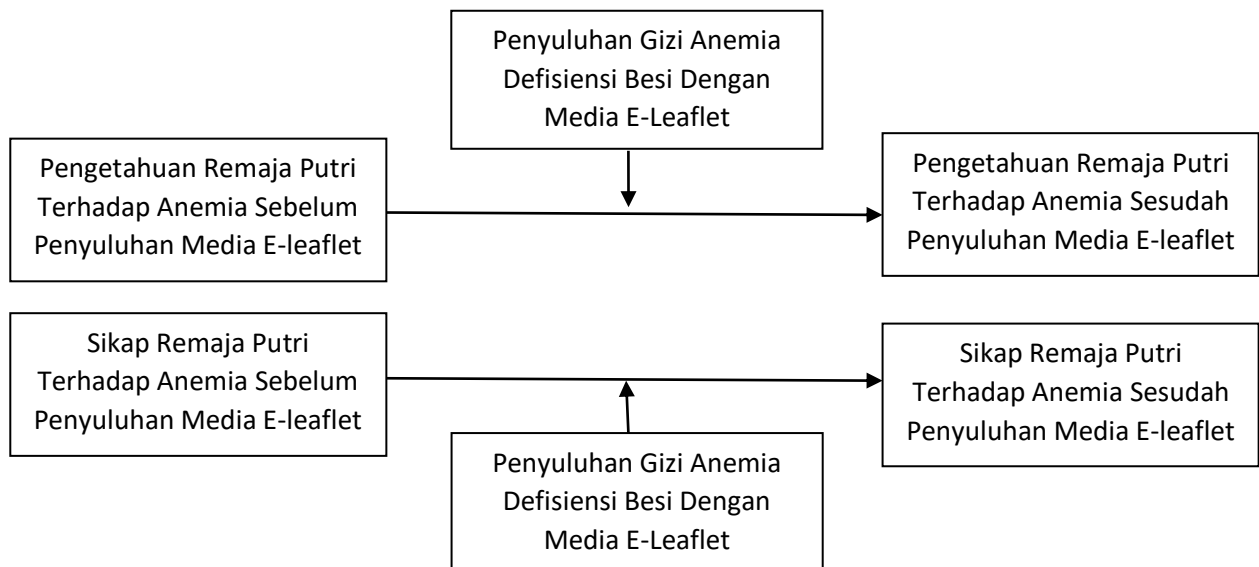 Penyuluhan Gizi Anemia
Defisiensi Besi Dengan
Media E-Leaflet
Pengetahuan Remaja Putri
Terhadap Anemia Sebelum
Penyuluhan Media E-leaflet
Pengetahuan Remaja Putri
Terhadap Anemia Sesudah
Penyuluhan Media E-leaflet
Sikap Remaja Putri
Terhadap Anemia Sebelum
Penyuluhan Media E-leaflet
Sikap Remaja Putri
Terhadap Anemia Sesudah
Penyuluhan Media E-leaflet
Penyuluhan Gizi Anemia
Defisiensi Besi Dengan
Media E-Leaflet